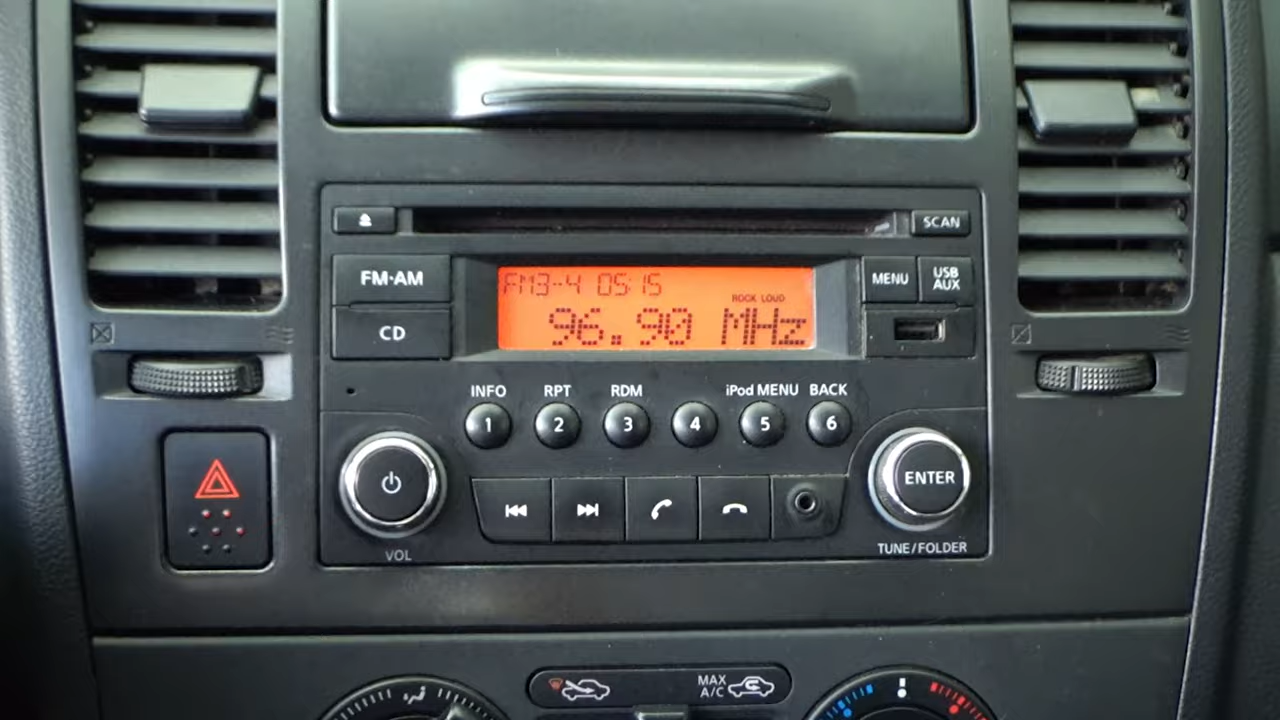 SCAN
FM·AM
CD
FM3-4 05:15
ROCK LOUD
96.90 MHz
MENU
USB
AUX
INFO
RPT
RDM
iPod MENU
BACK
1
2
3
4
5
6
ENTER
VOL
TUNE/FOLDER
MAX
A/C